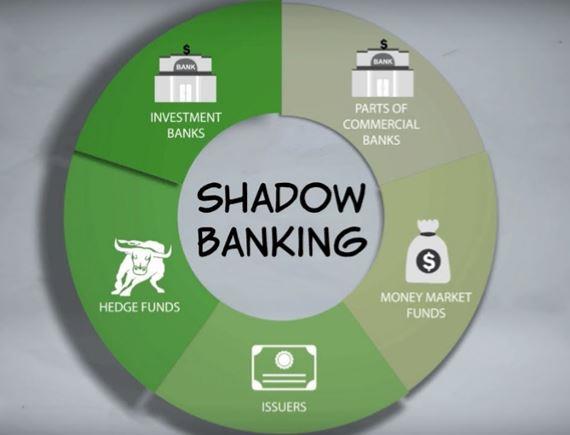 SHADOW
BANKING
$
BANK
PARTS OF
COMMERCIAL
BANKS
$
MONEY MARKET
FUNDS
ISSUERS
HEDGE FUNDS
$
BANK
INVESTMENT
BANKS